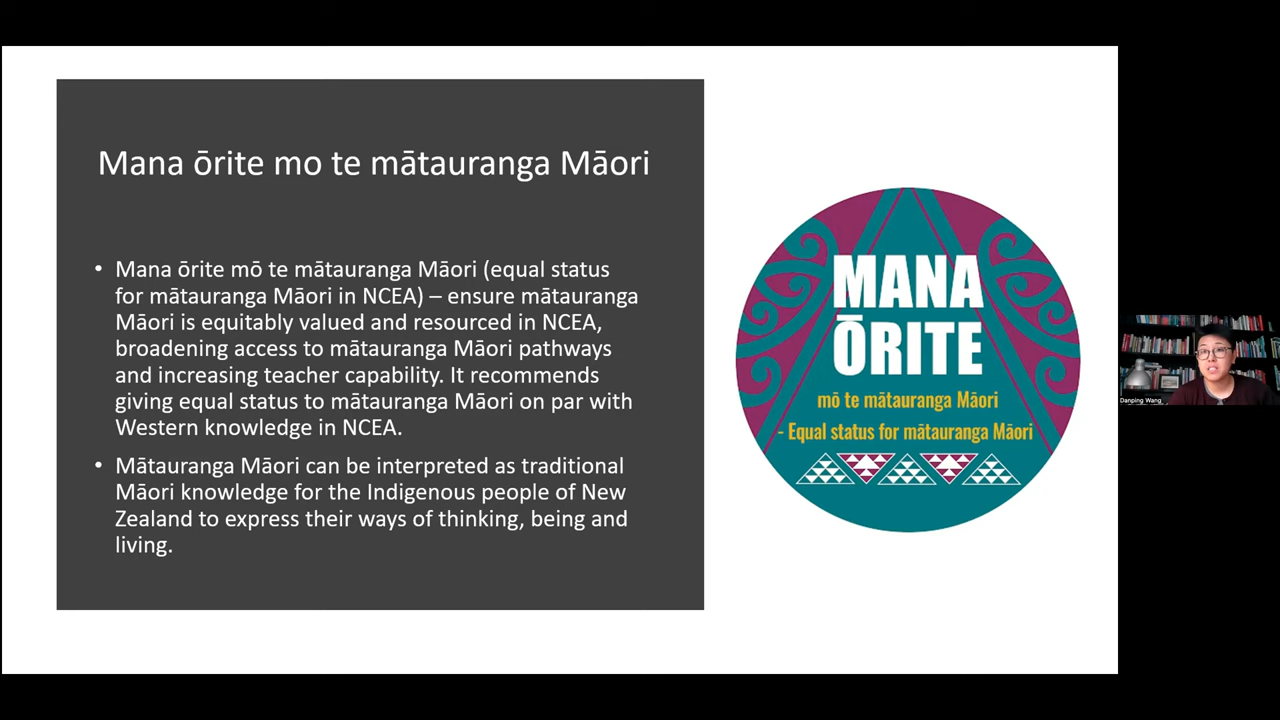 Mana ōrite mo te mātauranga Māori
• Mana ōrite mō te mātauranga Māori (equal status
for mātauranga Māori in NCEA) – ensure mātauranga
Māori is equitably valued and resourced in NCEA,
broadening access to mātauranga Māori pathways
and increasing teacher capability. It recommends
giving equal status to mātauranga Māori on par with
Western knowledge in NCEA.
• Mātauranga Māori can be interpreted as traditional
Māori knowledge for the Indigenous people of New
Zealand to express their ways of thinking, being and
living.
MANA
ŌRITE
mō te mātauranga Māori
- Equal status for mātauranga Māori
Danping Wang